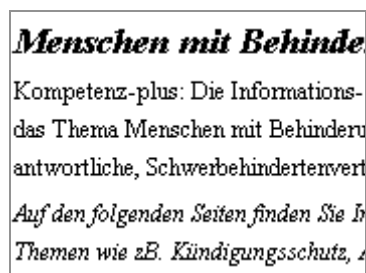 Menschen mit Behinde
Kompetenz-plus: Die Informations-
das Thema Menschen mit Behinderu
antwortliche, Schwerbehindertenvert
Auf den folgenden Seiten finden Sie
Themen wie zB. Kündigungsschutz,